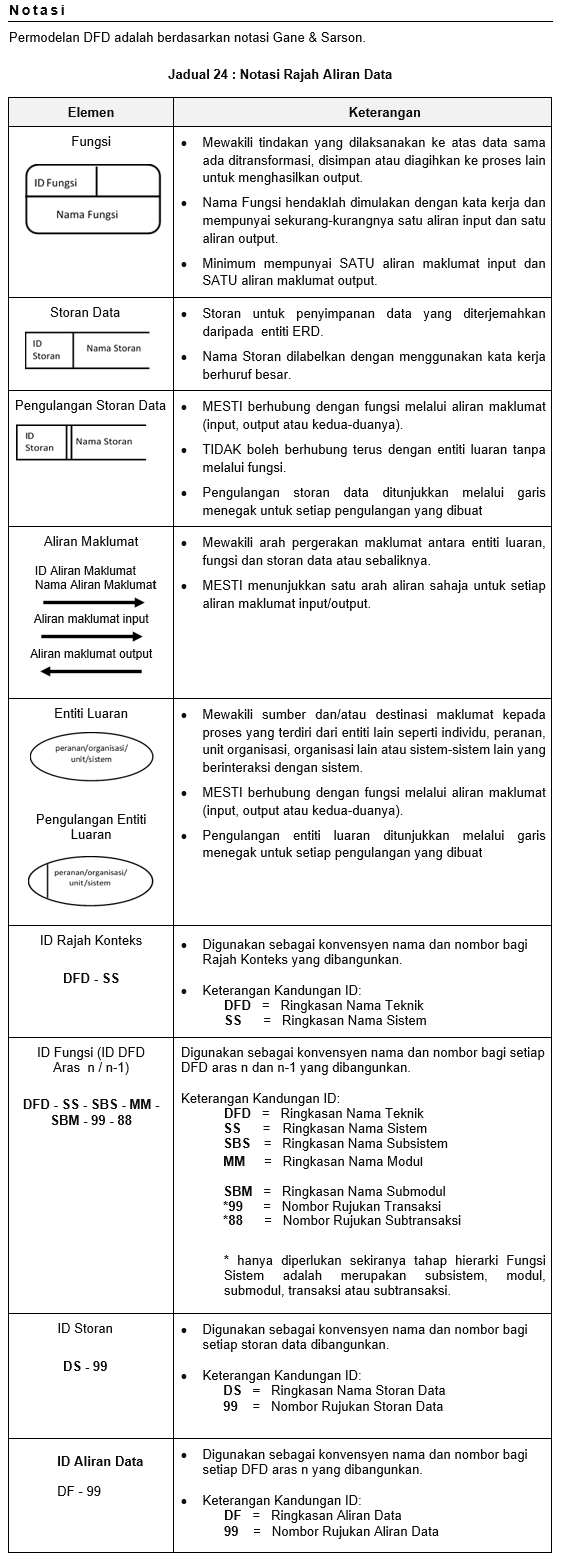 Notasi
Permodelan DFD adalah berdasarkan notasi Gane & Sarson.
Jadual 24 : Notasi Rajah Aliran Data
Elemen
Keterangan
Fungsi
ID Fungsi
Nama Fungsi
• Mewakili tindakan yang dilaksanakan ke atas data sama
ada ditransformasi, disimpan atau diagihkan ke proses lain
untuk menghasilkan output.
• Nama Fungsi hendaklah dimulakan dengan kata kerja dan
mempunyai sekurang-kurangnya satu aliran input dan satu
aliran output.
• Minimum mempunyai SATU aliran maklumat input dan
SATU aliran maklumat output.
Storan Data
ID
Storan
Nama Storan
• Storan untuk penyimpanan data yang diterjemahkan
daripada entiti ERD.
• Nama Storan dilabelkan dengan menggunakan kata kerja
berhuruf besar.
Pengulangan Storan Data
ID
Storan
Nama Storan
• MESTI berhubung dengan fungsi melalui aliran maklumat
(input, output atau kedua-duanya).
• TIDAK boleh berhubung terus dengan entiti luaran tanpa
melalui fungsi.
• Pengulangan storan data ditunjukkan melalui garis
menegak untuk setiap pengulangan yang dibuat
Aliran Maklumat
ID Aliran Maklumat
Nama Aliran Maklumat
Aliran maklumat input
Aliran maklumat output
• Mewakili arah pergerakan maklumat antara entiti luaran,
fungsi dan storan data atau sebaliknya.
• MESTI menunjukkan satu arah aliran sahaja untuk setiap
aliran maklumat input/output.
Entiti Luaran
peranan/organisasi/
unit/sistem
Pengulangan Entiti
Luaran
peranan/organisasi/
unit/sistem
• Mewakili sumber dan/atau destinasi maklumat kepada
proses yang terdiri dari entiti lain seperti individu, peranan,
unit organisasi, organisasi lain atau sistem-sistem lain yang
berinteraksi dengan sistem.
• MESTI berhubung dengan fungsi melalui aliran maklumat
(input, output atau kedua-duanya).
• Pengulangan entiti luaran ditunjukkan melalui garis
menegak untuk setiap pengulangan yang dibuat
ID Rajah Konteks
DFD - SS
• Digunakan sebagai konvensyen nama dan nombor bagi
Rajah Konteks yang dibangunkan.
• Keterangan Kandungan ID:
DFD = Ringkasan Nama Teknik
SS = Ringkasan Nama Sistem
ID Fungsi (ID DFD
Aras n / n-1)
DFD - SS - SBS - MM -
SBM - 99 - 88
Digunakan sebagai konvensyen nama dan nombor bagi setiap
DFD aras n dan n-1 yang dibangunkan.
Keterangan Kandungan ID:
DFD = Ringkasan Nama Teknik
SS = Ringkasan Nama Sistem
SBS = Ringkasan Nama Subsistem
MM = Ringkasan Nama Modul
SBM = Ringkasan Nama Submodul
*99 = Nombor Rujukan Transaksi
*88 = Nombor Rujukan Subtransaksi
* hanya diperlukan sekiranya tahap hierarki Fungsi
Sistem adalah merupakan subsistem, modul,
submodul, transaksi atau subtransaksi.
ID Storan
DS - 99
• Digunakan sebagai konvensyen nama dan nombor bagi
setiap storan data dibangunkan.
• Keterangan Kandungan ID:
DS = Ringkasan Nama Storan Data
99 = Nombor Rujukan Storan Data
ID Aliran Data
DF - 99
• Digunakan sebagai konvensyen nama dan nombor bagi
setiap DFD aras n yang dibangunkan.
• Keterangan Kandungan ID:
DF = Ringkasan Aliran Data
99 = Nombor Rujukan Aliran Data